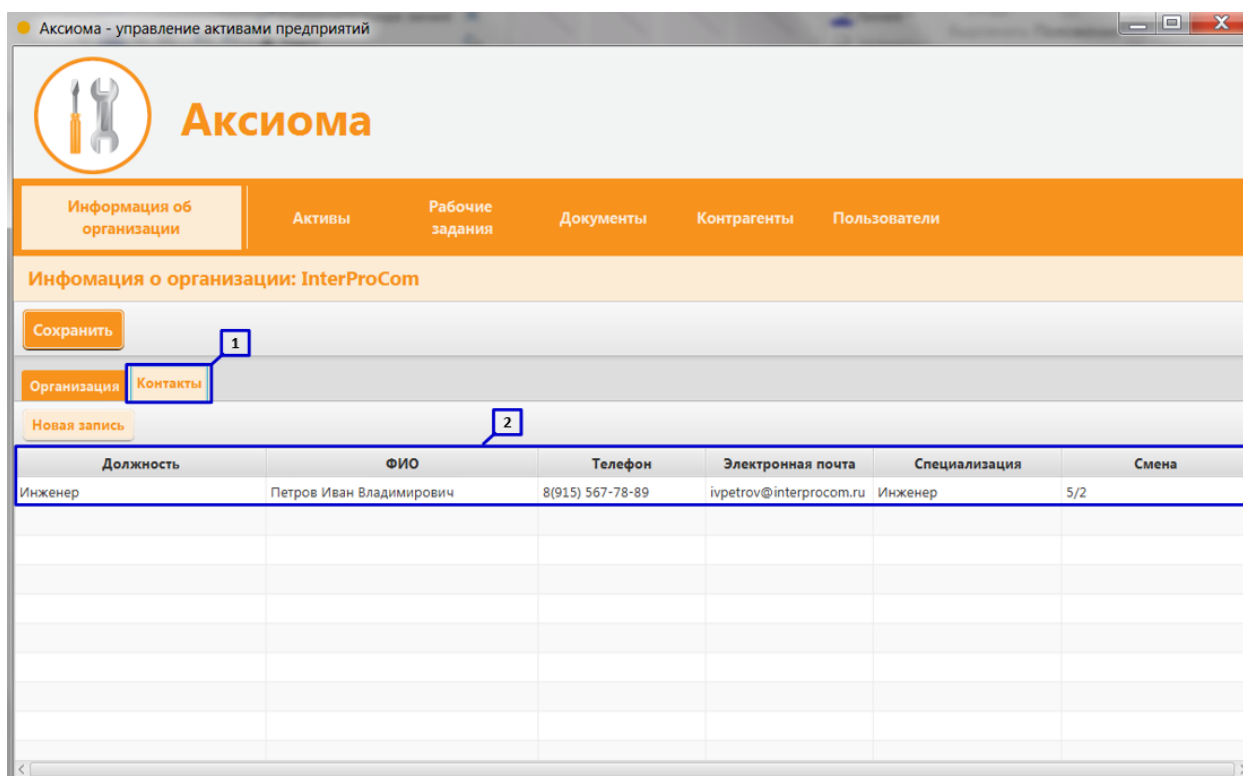 Аксиома - управление активами предприятий
Аксиома
Информация об
организации
Активы
Рабочие
задания
Документы
Контрагенты
Пользователи
Инфомация о организации: InterProCom
Сохранить
1
Организация
Контакты
Новая запись
2
Должность ФИО Телефон Электронная почта Специализация Смена
Инженер Петров Иван Владимирович 8(915) 567-78-89 ivpetrov@interprocom.ru Инженер 5/2